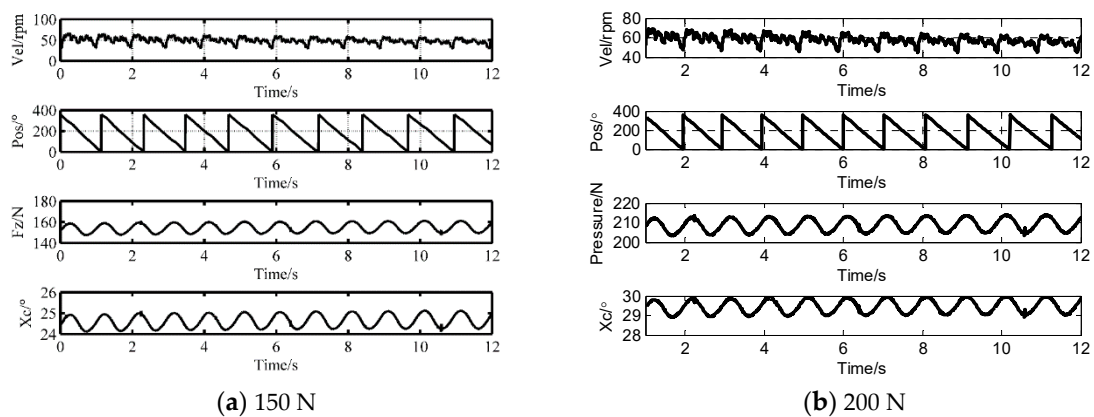 100
50
0
Vel/rpm
0 2 4 6 8 10 12
Time/s
400
200
0
Pos/°
0 2 4 6 8 10 12
Time/s
180
160
140
Fz/N
0 2 4 6 8 10 12
Time/s
26
25
24
Xc/°
0 2 4 6 8 10 12
Time/s
(a) 150 N
80
60
40
Vel/rpm
2 4 6 8 10 12
Time/s
400
200
0
Pos/°
2 4 6 8 10 12
Time/s
220
210
200
Pressure/N
2 4 6 8 10 12
Time/s
30
29
28
Xc/°
2 4 6 8 10 12
Time/s
(b) 200 N